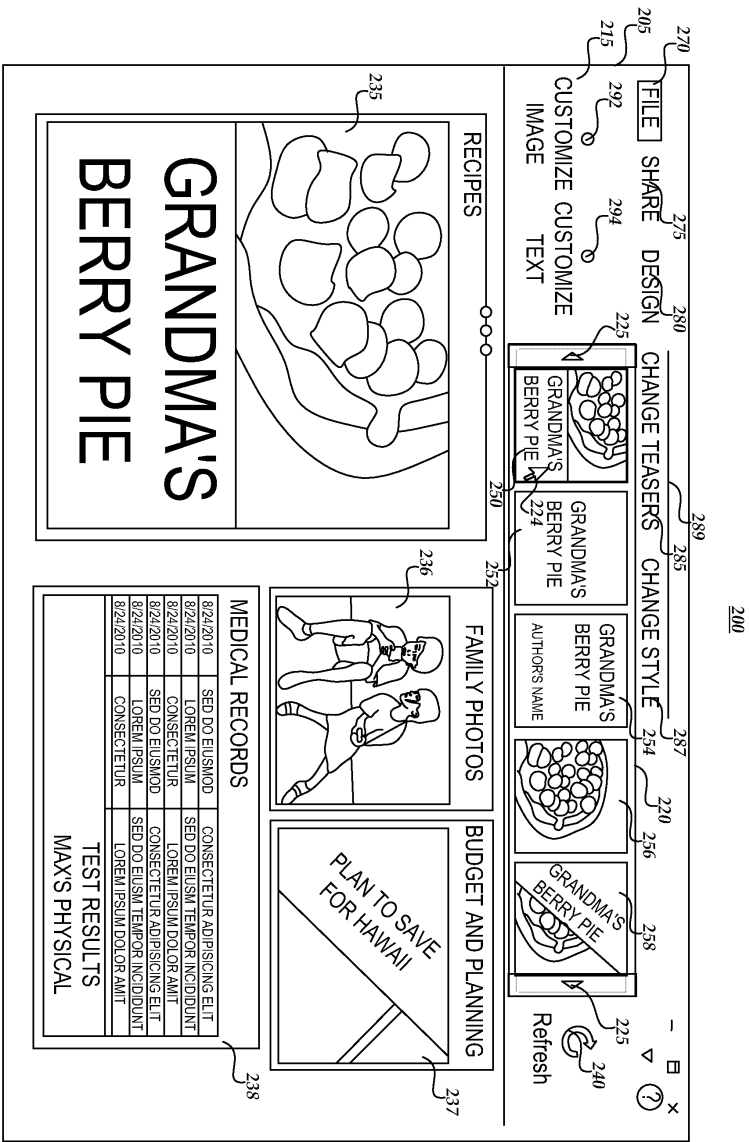 200
270
275
280
289
285
287
205
FILE
SHARE
DESIGN
CHANGE TEASERS
CHANGE STYLE
?
215
292
294
225
254
220
256
258
225
240
CUSTOMIZE
IMAGE
CUSTOMIZE
TEXT
GRANDMA'S
BERRY PIE
GRANDMA'S
BERRY PIE
GRANDMA'S
BERRY PIE
AUTHOR'S NAME
GRANDMA'S
BERRY PIE
Refresh
250
224
252
RECIPES
235
GRANDMA'S
BERRY PIE
236
FAMILY PHOTOS
BUDGET AND PLANNING
PLAN TO SAVE
FOR HAWAII
237
MEDICAL RECORDS
238
8/24/2010 SED DO EIUSMOD CONSECTETUR ADIPISICING ELIT
8/24/2010 LOREM IPSUM SED DO EIUSM TEMPOR INCIDIDUNT
8/24/2010 CONSECTETUR LOREM IPSUM DOLOR AMIT
8/24/2010 SED DO EIUSMOD CONSECTETUR ADIPISICING ELIT
8/24/2010 LOREM IPSUM SED DO EIUSM TEMPOR INCIDIDUNT
8/24/2010 CONSECTETUR LOREM IPSUM DOLOR AMIT
TEST RESULTS
MAX'S PHYSICAL